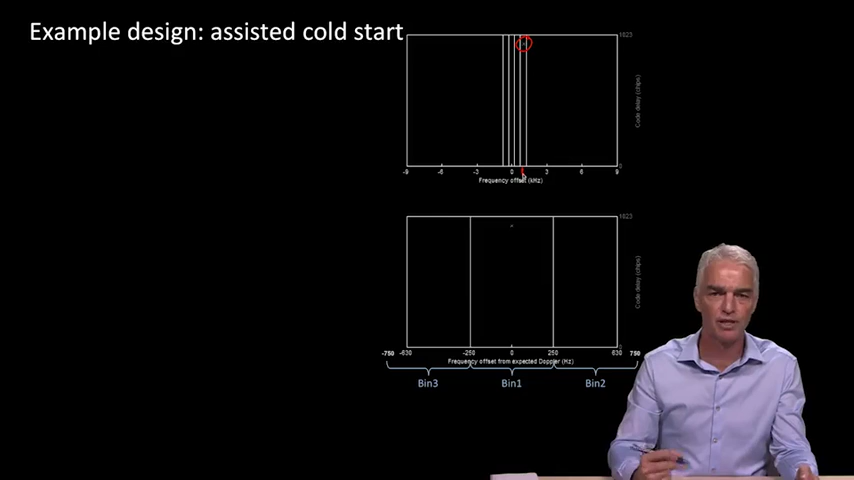 Example design: assisted cold start
1023
Code delay (chips)
0
-9 -6 -3 0 3 6 9
Frequency offset (kHz)
1023
Code delay (chips)
0
-750 -630 -250 0 250 630 750
Frequency offset from expected Doppler (Hz)
Bin3 Bin1 Bin2